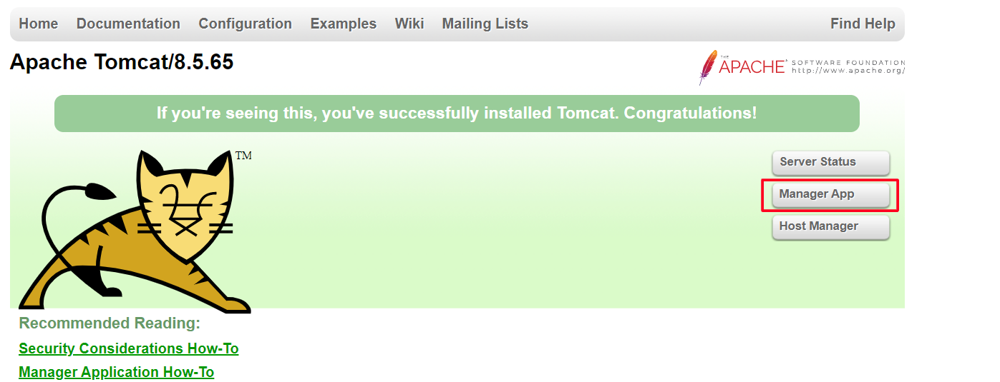 Home Documentation Configuration Examples Wiki Mailing Lists Find Help
Apache Tomcat/8.5.65
THE
APACHE SOFTWARE FOUNDATION
http://www.apache.org/
If you're seeing this, you've successfully installed Tomcat. Congratulations!
TM
Server Status
Manager App
Host Manager
Recommended Reading:
Security Considerations How-To
Manager Application How-To